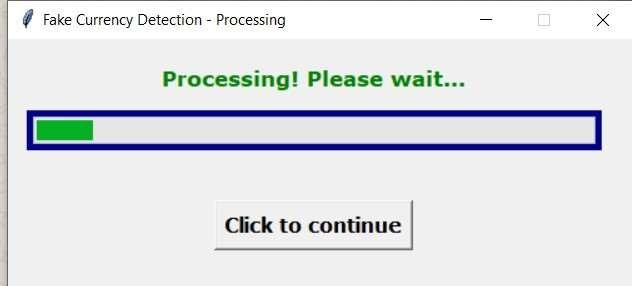 Fake Currency Detection - Processing
Processing! Please wait...
Click to continue